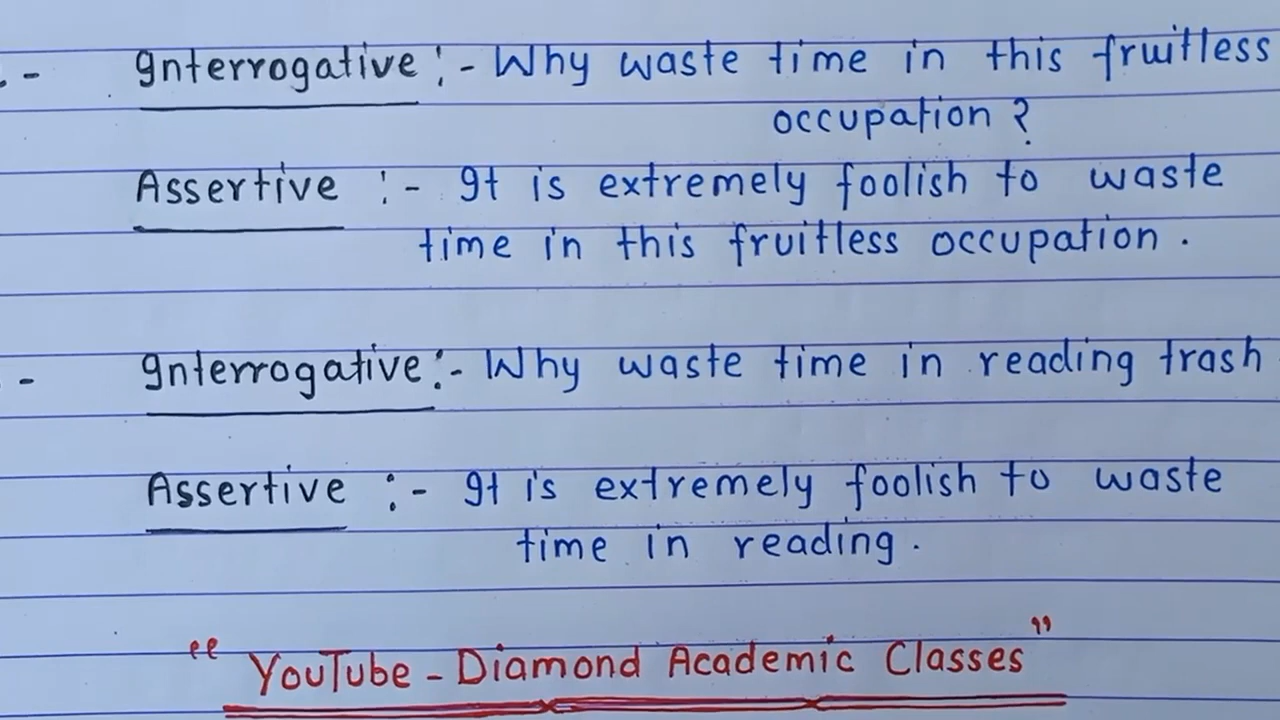 .- Interrogative :- Why waste time in this fruitless
occupation ?
Assertive :- It is extremely foolish to waste
time in this fruitless occupation .
- Interrogative :- Why waste time in reading trash
Assertive :- It is extremely foolish to waste
time in reading .
“ YouTube - Diamond Academic Classes ”